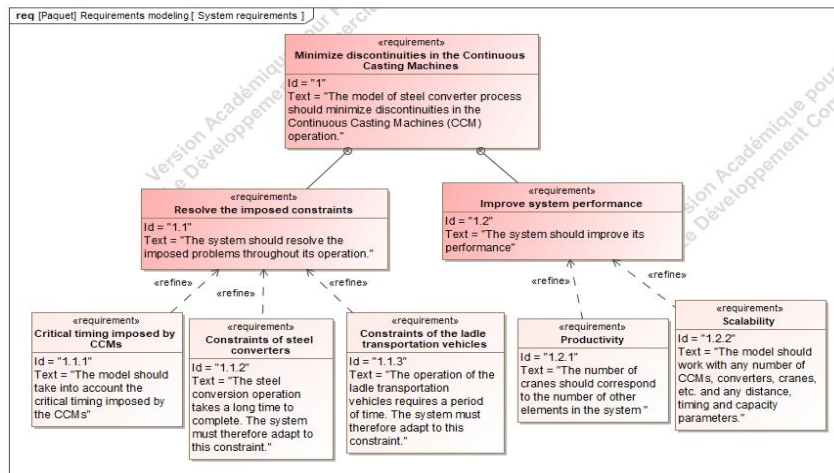 req [Paquet] Requirements modeling [ System requirements ]
«requirement»
Minimize discontinuities in the Continuous
Casting Machines
Id = "1"
Text = "The model of steel converter process
should minimize discontinuities in the
Continuous Casting Machines (CCM)
operation."
«requirement»
Resolve the imposed constraints
Id = "1.1"
Text = "The system should resolve the
imposed problems throughout its operation."
«requirement»
Improve system performance
Id = "1.2"
Text = "The system should improve its
performance"
«refine»
«refine»
«refine»
«refine»
«refine»
«requirement»
Critical timing imposed by
CCMs
Id = "1.1.1"
Text = "The model should
take into account the
critical timing imposed by
the CCMs"
«requirement»
Constraints of steel
converters
Id = "1.1.2"
Text = "The steel
conversion operation
takes a long time to
complete. The system
must therefore adapt to
this constraint."
«requirement»
Constraints of the ladle
transportation vehicles
Id = "1.1.3"
Text = "The operation of the
ladle transportation
vehicles requires a period
of time. The system must
therefore adapt to this
constraint."
«requirement»
Productivity
Id = "1.2.1"
Text = "The number of
cranes should correspond
to the number of other
elements in the system "
«requirement»
Scalability
Id = "1.2.2"
Text = "The model should
work with any number of
CCMs, converters, cranes,
etc. and any distance,
timing and capacity
parameters."
Version Académique pour
Développement
Version Académique pour
Développement